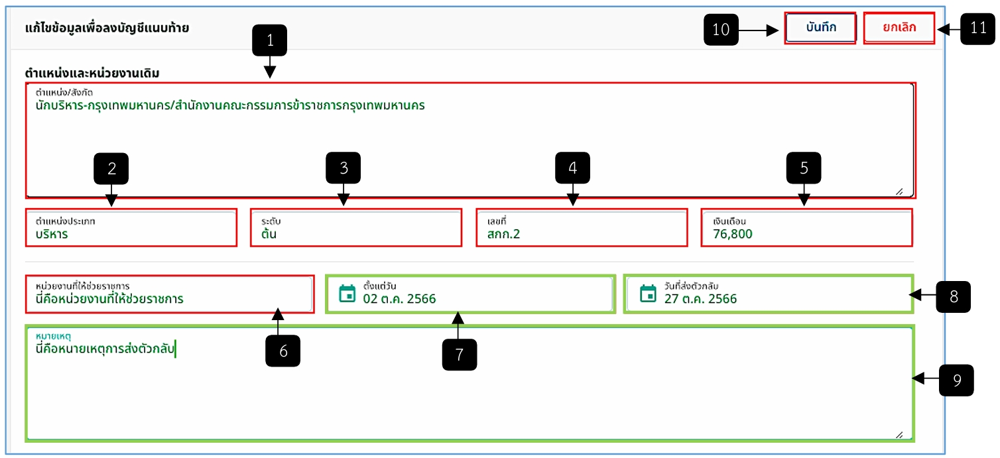 แก้ไขข้อมูลเพื่อลงบัญชีแนบท้าย
10
บันทึก
ยกเลิก
11
1
ตำแหน่งและหน่วยงานเดิม
ตำแหน่ง/สังกัด
นักบริหาร-กรุงเทพมหานคร/สำนักงานคณะกรรมการข้าราชการกรุงเทพมหานคร
2
3
4
5
ตำแหน่งประเภท
บริหาร
ระดับ
ต้น
เลขที่
สกก.2
เงินเดือน
76,800
หน่วยงานที่ให้ช่วยราชการ
นี่คือหน่วยงานที่ให้ช่วยราชการ
ตั้งแต่วัน
02 ต.ค. 2566
วันที่ส่งตัวกลับ
27 ต.ค. 2566
8
หมายเหตุ
นี่คือหนายเหตุการส่งตัวกลับ
6
7
9